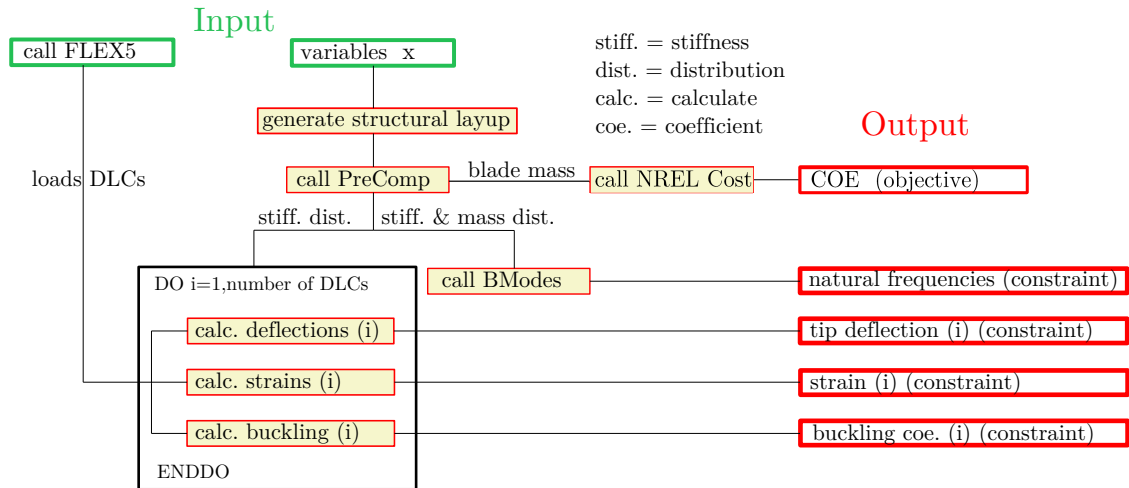 Input
call FLEX5
variables x
stiff. = stiffness
dist. = distribution
calc. = calculate
coe. = coefficient
generate structural layup
Output
loads DLCs
call PreComp
blade mass
call NREL Cost
COE (objective)
stiff. dist.
stiff. & mass dist.
DO i=1,number of DLCs
call BModes
natural frequencies (constraint)
calc. deflections (i)
tip deflection (i) (constraint)
calc. strains (i)
strain (i) (constraint)
calc. buckling (i)
buckling coe. (i) (constraint)
ENDDO